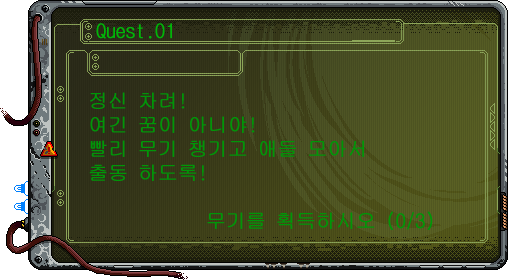 Quest.01
정신 차려!
여긴 꿈이 아니야!
빨리 무기 챙기고 애들 모아서
출동 하도록!
무기를 획득하시오 (0/3)